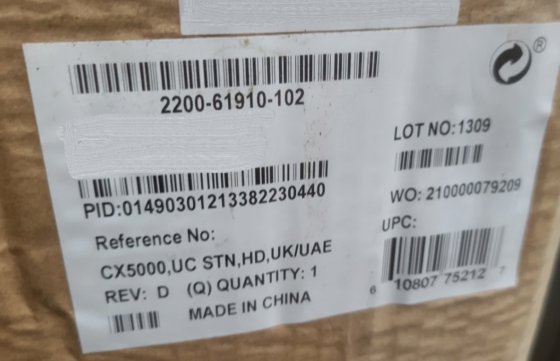 2200-61910-102
LOT NO:1309
PID:01490301213382230440
WO: 210000079209
Reference No:
UPC:
CX5000,UC STN,HD,UK/UAE
REV: D (Q) QUANTITY: 1
6 10807 75212 7
MADE IN CHINA
®